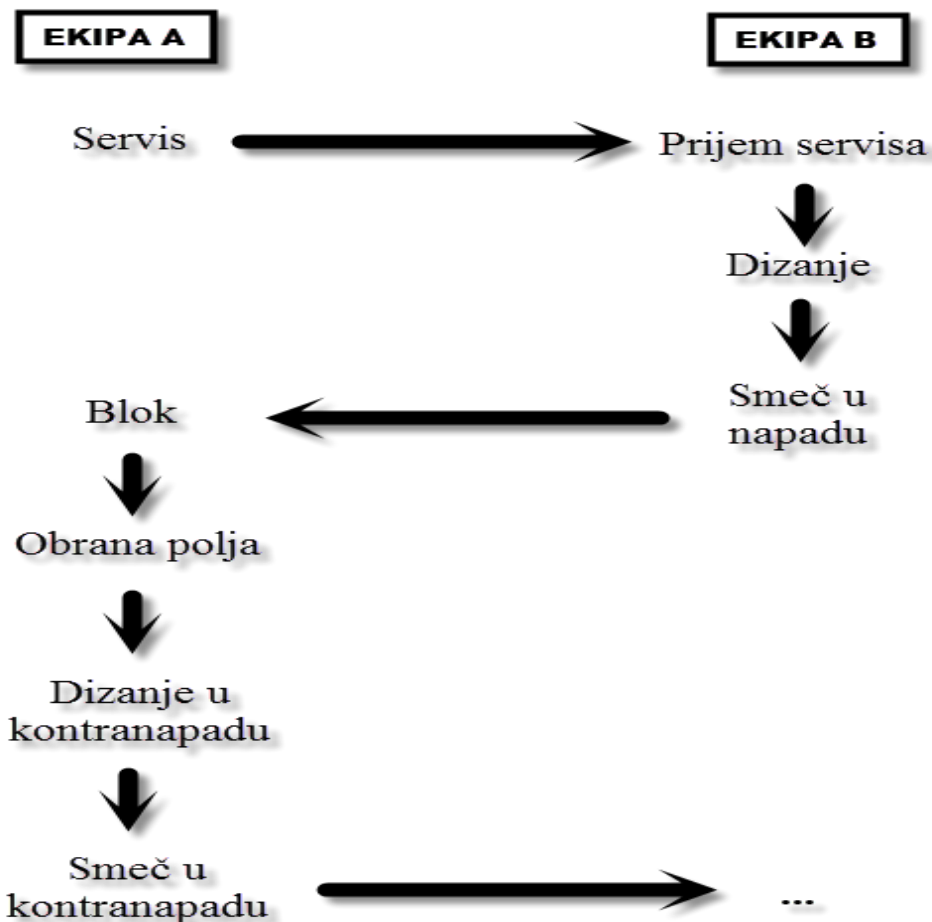 EKIPA A
EKIPA B
Servis
Prijem servisa
Dizanje
Smeč u
napadu
Blok
Obrana polja
Dizanje u
kontranapadu
Smeč u
kontranapadu
...